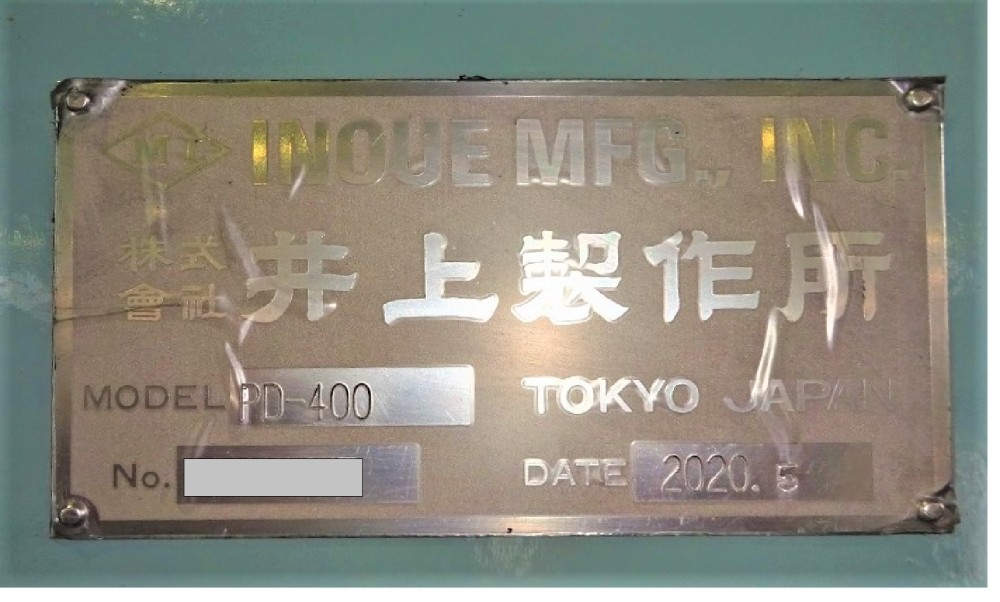 MI INOUE MFG., INC.
株式會社 井上製作所
MODEL PD-400 TOKYO JAPAN
No. DATE 2020.5